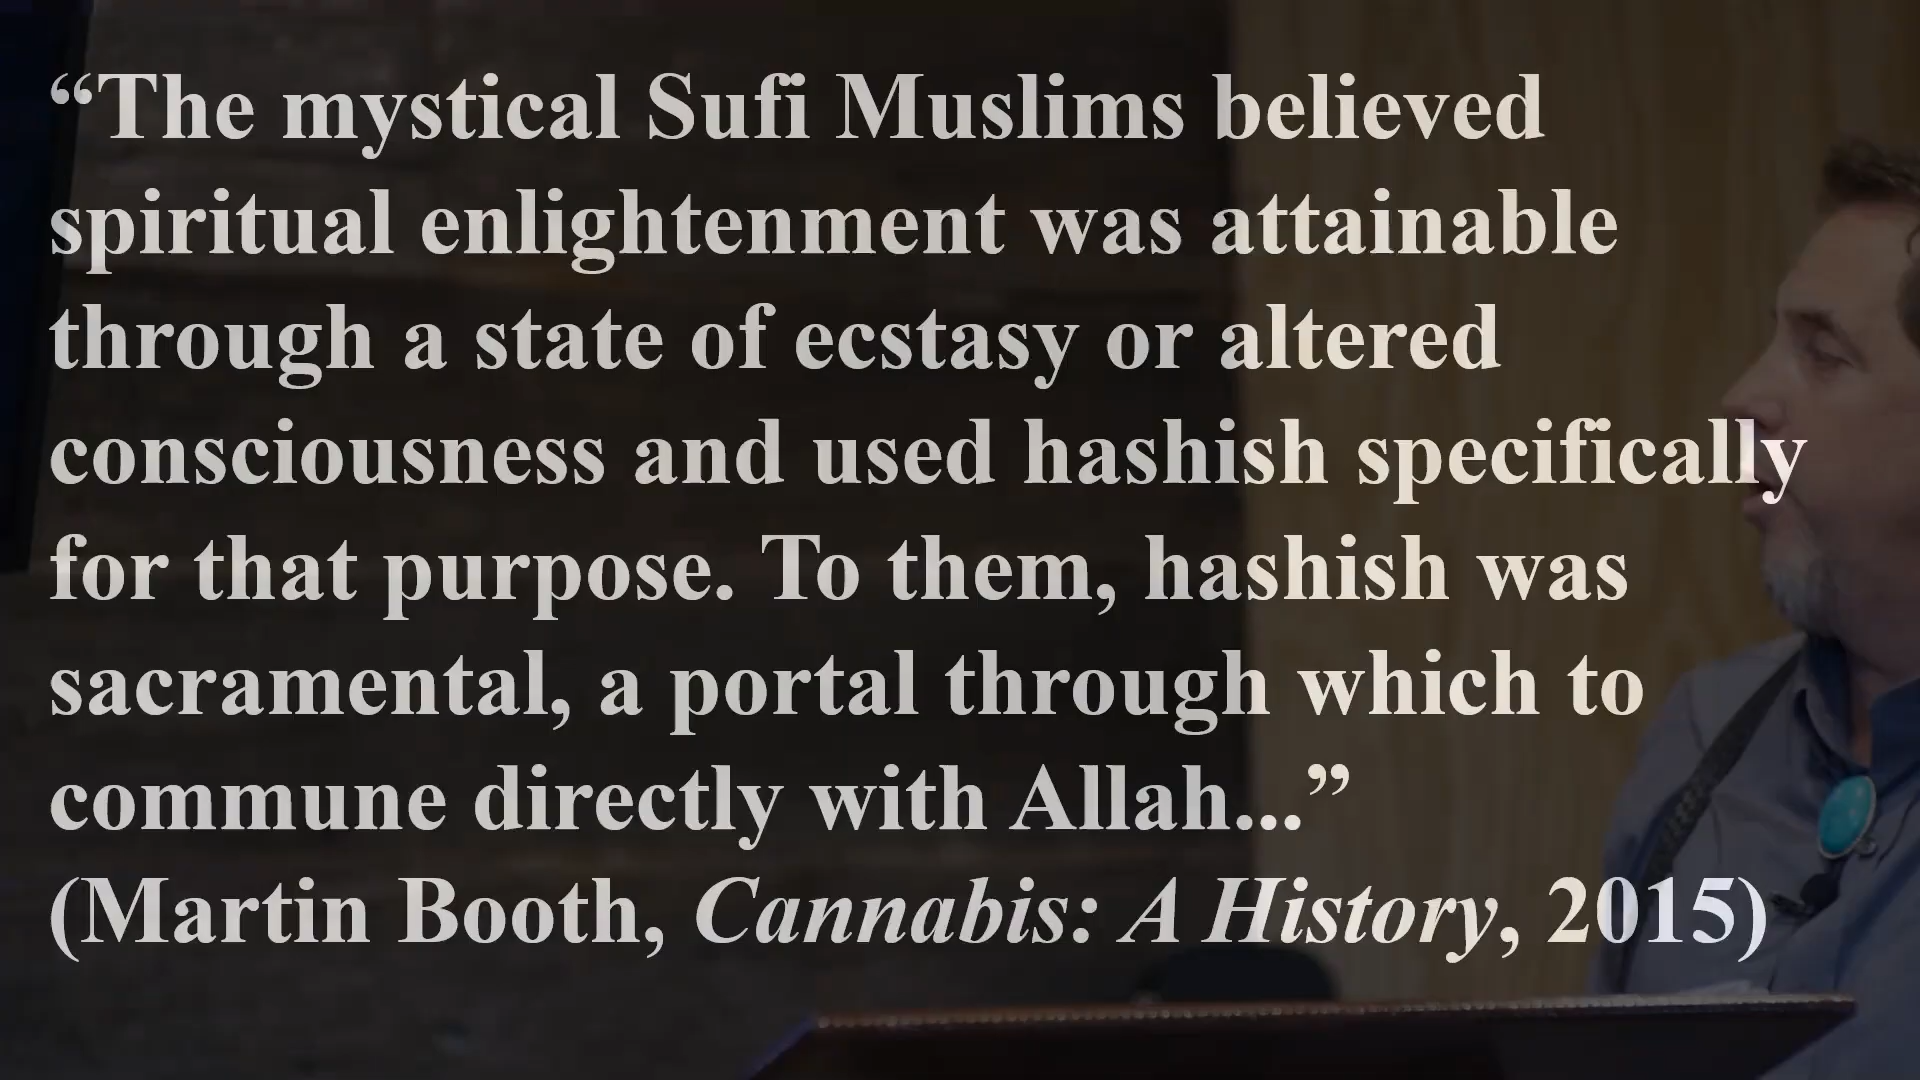 “The mystical Sufi Muslims believed
spiritual enlightenment was attainable
through a state of ecstasy or altered
consciousness and used hashish specifically
for that purpose. To them, hashish was
sacramental, a portal through which to
commune directly with Allah...”
(Martin Booth, Cannabis: A History, 2015)